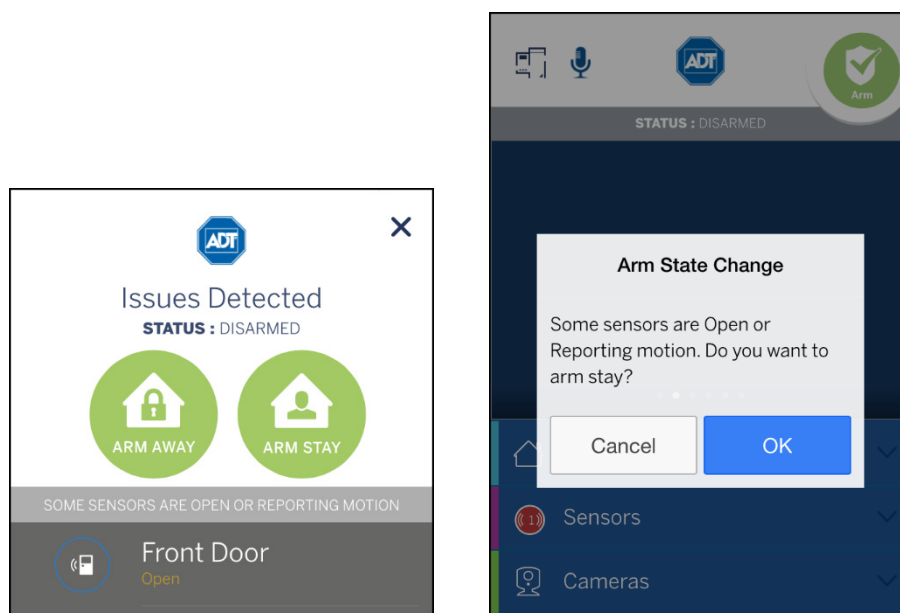 ADT
Issues Detected
STATUS : DISARMED
ARM AWAY
ARM STAY
SOME SENSORS ARE OPEN OR REPORTING MOTION
Front Door
Open
ADT
Arm
STATUS : DISARMED
Arm State Change
Some sensors are Open or
Reporting motion. Do you want to
arm stay?
Cancel
OK
1
Sensors
Cameras